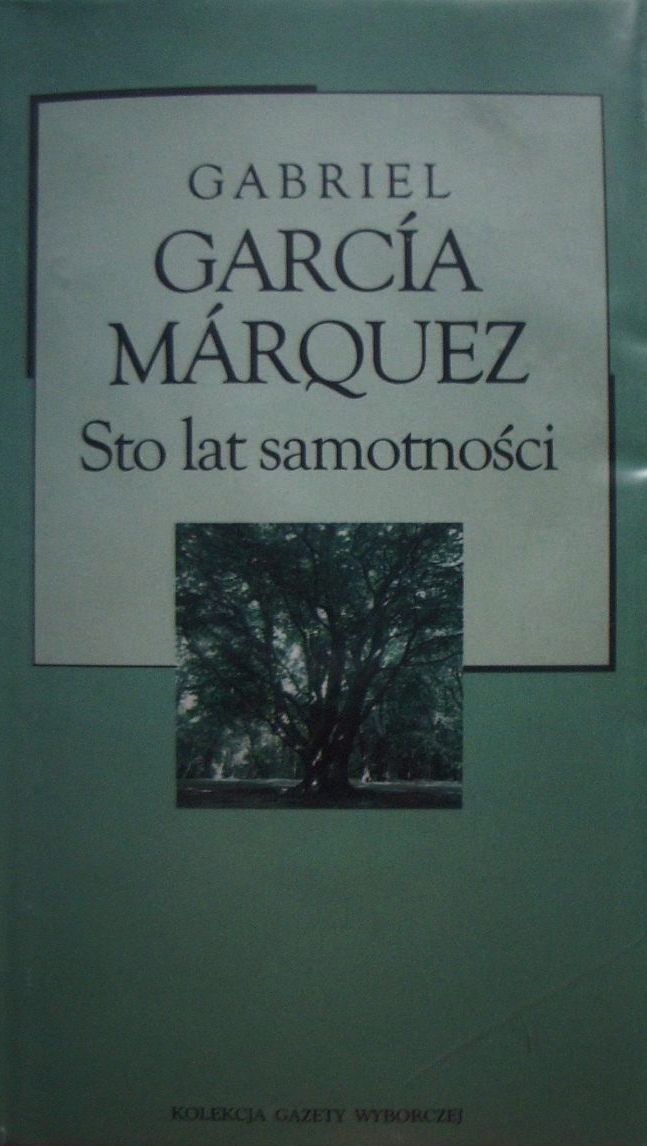 GABRIEL
GARCÍA
MÁRQUEZ
Sto lat samotności
KOLEKCJA GAZETY WYBORCZEJ